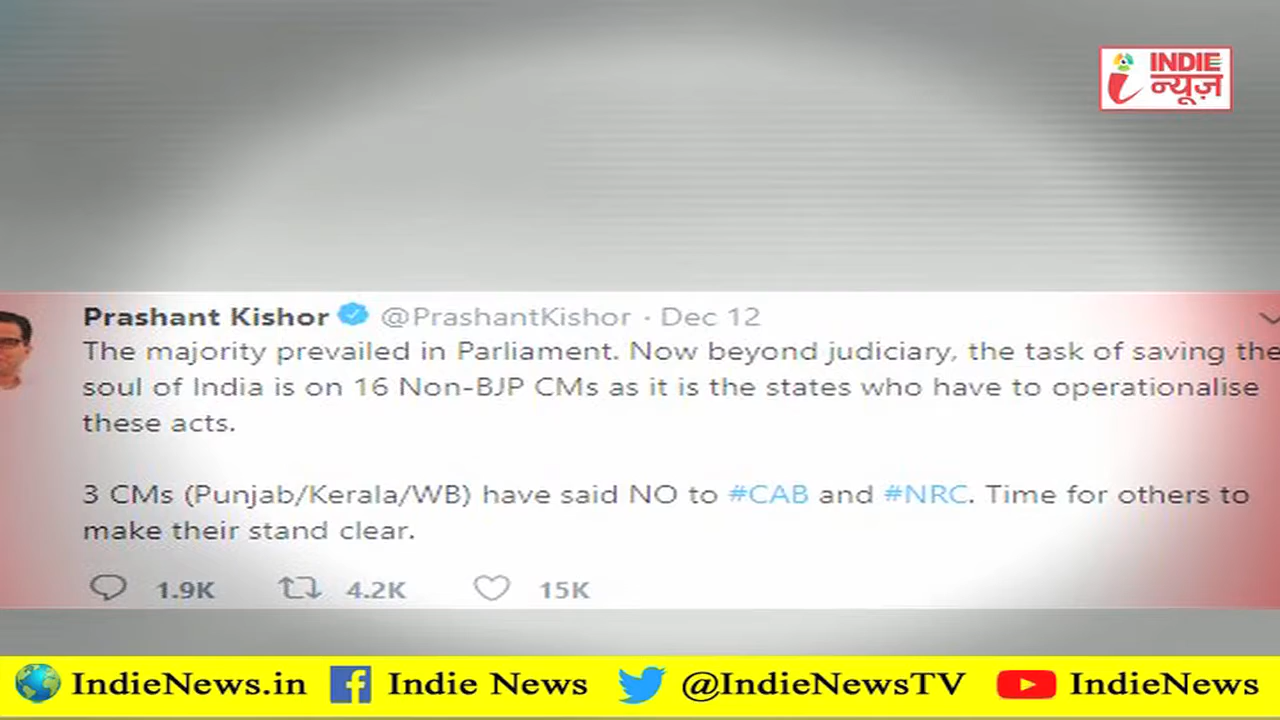 INDIE
न्यूज़
Prashant Kishor @PrashantKishor · Dec 12
The majority prevailed in Parliament. Now beyond judiciary, the task of saving the
soul of India is on 16 Non-BJP CMs as it is the states who have to operationalise
these acts.
3 CMs (Punjab/Kerala/WB) have said NO to #CAB and #NRC. Time for others to
make their stand clear.
1.9K 4.2K 15K
IndieNews.in Indie News @IndieNewsTV IndieNews